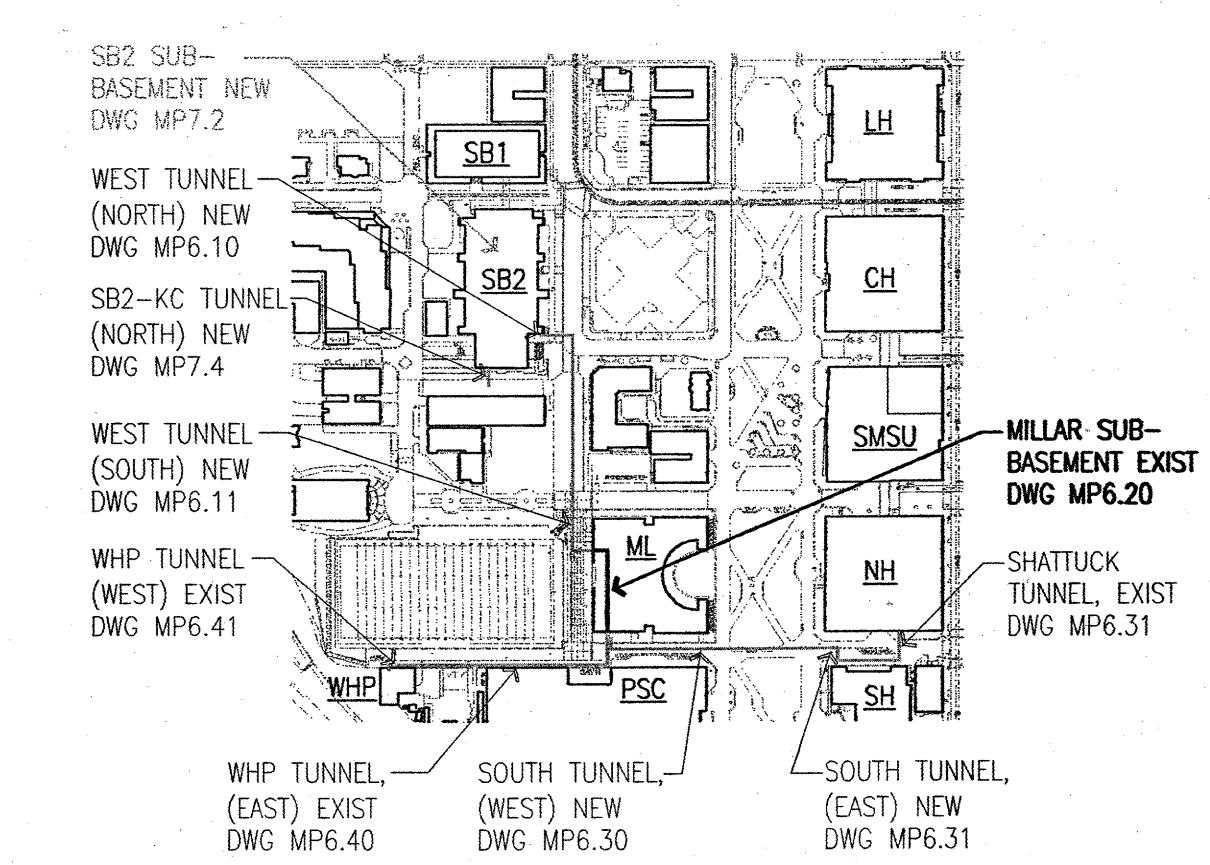 SB2 SUB-
BASEMENT NEW
DWG MP7.2
WEST TUNNEL
(NORTH) NEW
DWG MP6.10
SB2-KC TUNNEL
(NORTH) NEW
DWG MP7.4
WEST TUNNEL
(SOUTH) NEW
DWG MP6.11
WHP TUNNEL
(WEST) EXIST
DWG MP6.41
SB1
LH
SB2
CH
SMSU
ML
NH
WHP
PSC
SH
MILLAR SUB-
BASEMENT EXIST
DWG MP6.20
SHATTUCK
TUNNEL, EXIST
DWG MP6.31
WHP TUNNEL,
(EAST) EXIST
DWG MP6.40
SOUTH TUNNEL,
(WEST) NEW
DWG MP6.30
SOUTH TUNNEL,
(EAST) NEW
DWG MP6.31